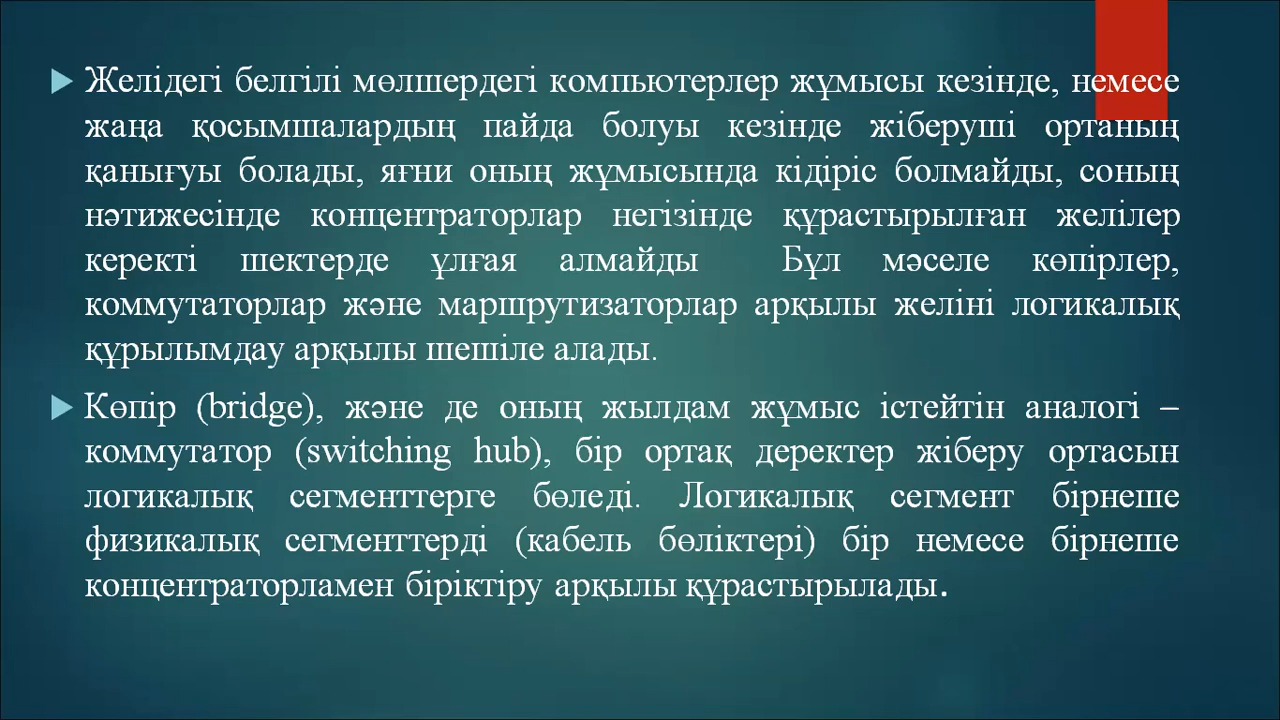 Желідегі белгілі мөлшердегі компьютерлер жұмысы кезінде, немесе
жаңа қосымшалардың пайда болуы кезінде жіберуші ортаның
қанығуы болады, яғни оның жұмысында кідіріс болмайды, соның
нәтижесінде концентраторлар негізінде құрастырылған желілер
керекті шектерде ұлғая алмайды Бұл мәселе көпірлер,
коммутаторлар және маршрутизаторлар арқылы желіні логикалық
құрылымдау арқылы шешіле алады.
Көпір (bridge), және де оның жылдам жұмыс істейтін аналогі –
коммутатор (switching hub), бір ортақ деректер жіберу ортасын
логикалық сегменттерге бөледі. Логикалық сегмент бірнеше
физикалық сегменттерді (кабель бөліктері) бір немесе бірнеше
концентраторламен біріктіру арқылы құрастырылады.